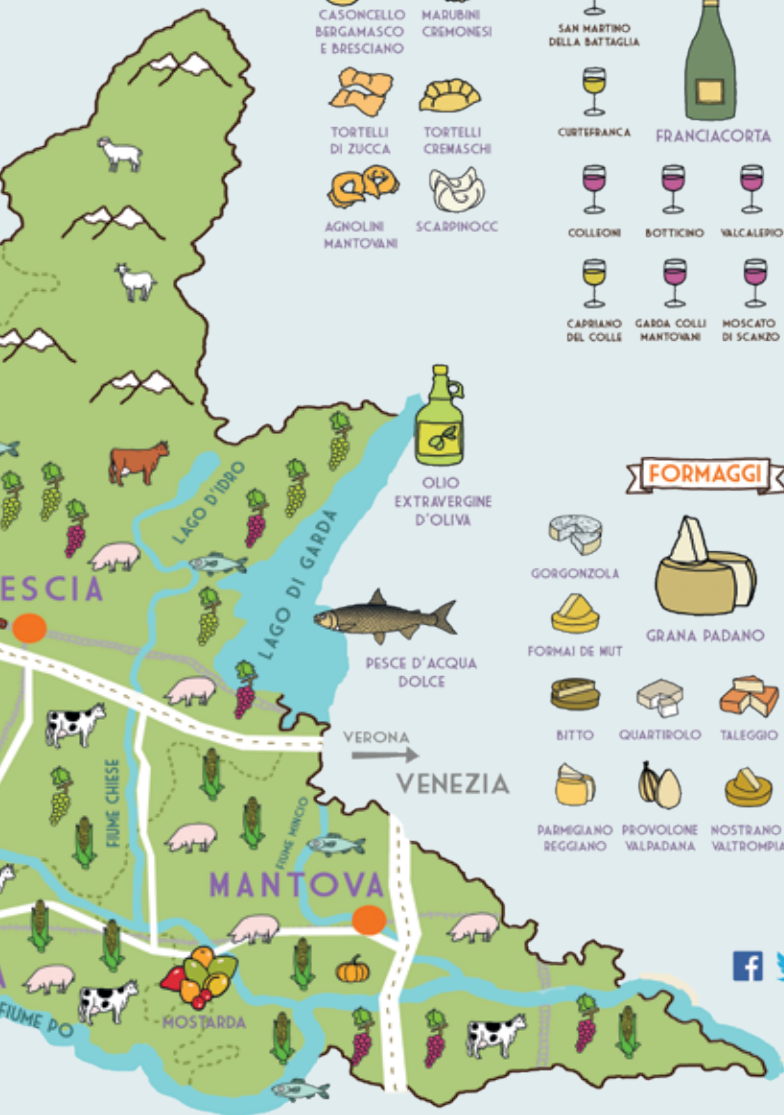 CASONCELLO
BERGAMASCO
E BRESCIANO
MARUBINI
CREMONESI
SAN MARTINO
DELLA BATTAGLIA
TORTELLI
DI ZUCCA
TORTELLI
CREMASCHI
CURTEFRANCA
FRANCIACORTA
AGNOLINI
MANTOVANI
SCARPINOCC
COLLEONI
BOTTICINO
VALCALEPIO
CAPRIANO
DEL COLLE
GARDA COLLI
MANTOVANI
MOSCATO
DI SCANZO
OLIO
EXTRAVERGINE
D'OLIVA
FORMAGGI
LAGO D'IDRO
LAGO DI GARDA
GORGONZOLA
GRANA PADANO
FORMAI DE MUT
ESCIA
PESCE D'ACQUA
DOLCE
BITTO
QUARTIROLO
TALEGGIO
VERONA
VENEZIA
FIUME CHIESE
FIUME MINCIO
PARMIGIANO
REGGIANO
PROVOLONE
VALPADANA
NOSTRANO
VALTROMPIA
MANTOVA
A
FIUME PO
MOSTARDA